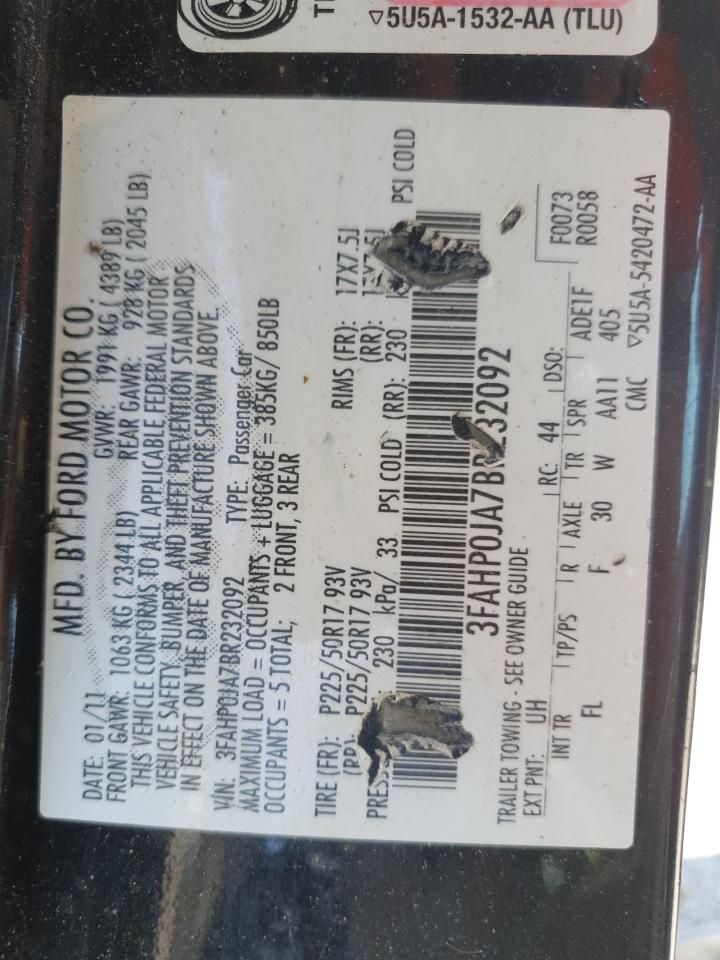 ▽5U5A-1532-AA (TLU)
MFD. BY FORD MOTOR CO.
DATE: 01/11 GVWR: 1991 KG ( 4389 LB)
FRONT GAWR: 1063 KG ( 2344 LB) REAR GAWR: 928 KG ( 2045 LB)
THIS VEHICLE CONFORMS TO ALL APPLICABLE FEDERAL MOTOR
VEHICLE SAFETY, BUMPER, AND THEFT PREVENTION STANDARDS
IN EFFECT ON THE DATE OF MANUFACTURE SHOWN ABOVE.
VIN: 3FAHP0JA7BR232092 TYPE: Passenger Car
MAXIMUM LOAD = OCCUPANTS + LUGGAGE = 385KG/ 850LB
OCCUPANTS = 5 TOTAL; 2 FRONT, 3 REAR
TIRE (FR): P225/50R17 93V RIMS (FR): 17X7.5J
P225/50R17 93V (RR):
230 kPa/ 33 PSI COLD (RR): 230 PSI COLD
3FAHP0JA7BR232092
TRAILER TOWING - SEE OWNER GUIDE
EXT PNT: UH RC: 44 DSO: F0073
R0058
INT TR TP/PS R AXLE TR SPR ADE1F
FL F 30 W AA11 405
CMC ▽5U5A-5420472-AA